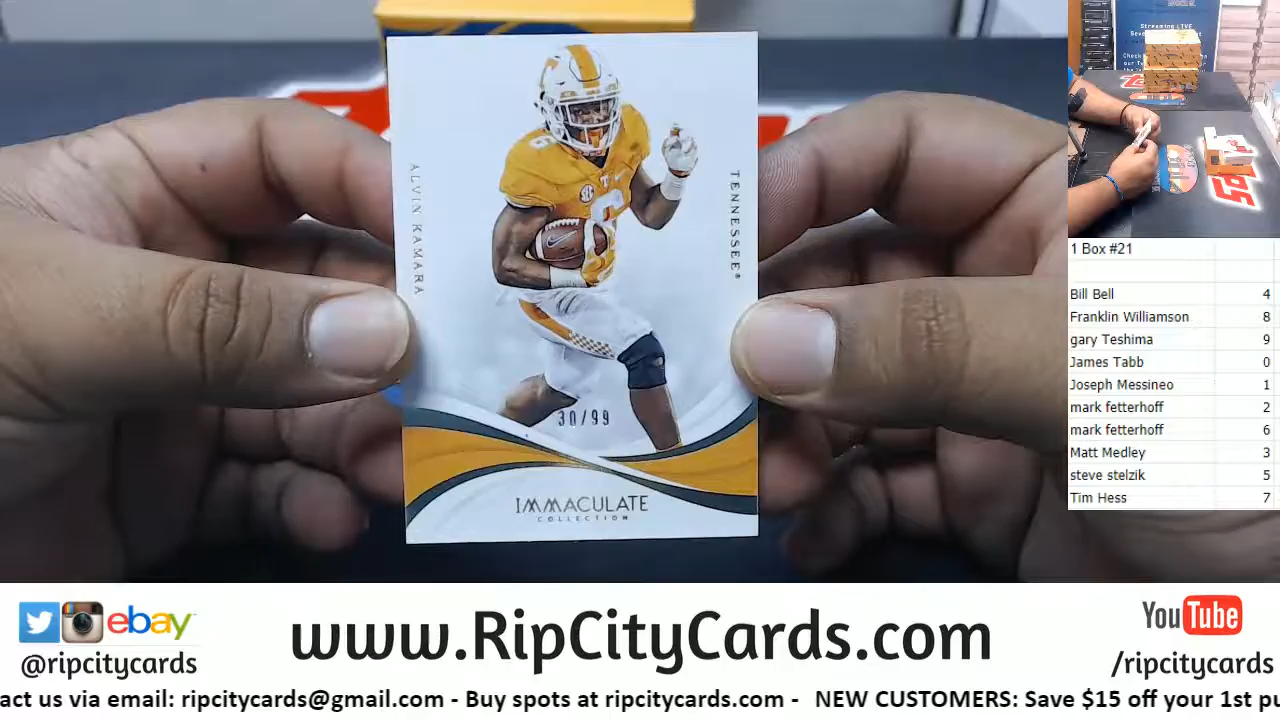 ALVIN KAMARA
TENNESSEE®
6
30/99
IMMACULATE
COLLECTION
Streaming LIVE
1 Box #21
Bill Bell 4
Franklin Williamson 8
gary Teshima 9
James Tabb 0
Joseph Messineo 1
mark fetterhoff 2
mark fetterhoff 6
Matt Medley 3
steve stelzik 5
Tim Hess 7
ebay
@ripcitycards
www.RipCityCards.com
YouTube
/ripcitycards
act us via email: ripcitycards@gmail.com - Buy spots at ripcitycards.com - NEW CUSTOMERS: Save $15 off your 1st pu